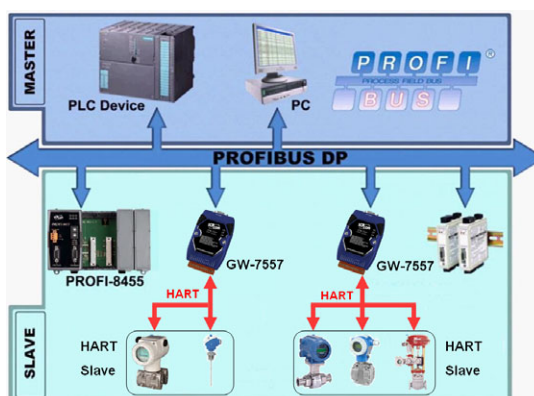 MASTER
PLC Device
PC
PROFI
®
PROCESS FIELD BUS
BUS
PROFIBUS DP
PROFI-8455
GW-7557
GW-7557
HART
HART
HART
Slave
HART
Slave
SLAVE